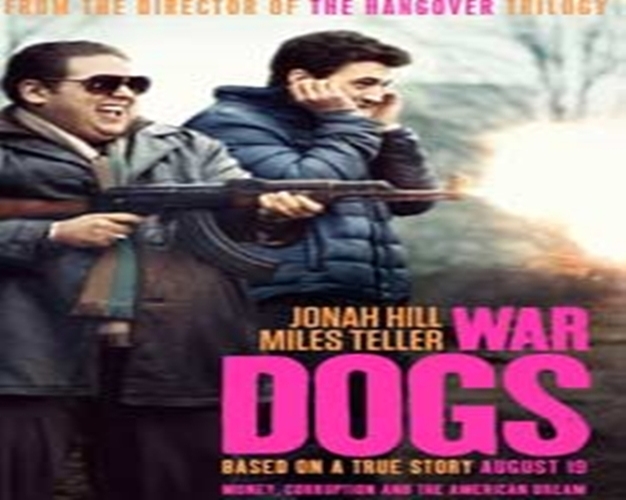 FROM THE DIRECTOR OF THE HANGOVER TRILOGY
JONAH HILL
MILES TELLER
WAR
DOGS
BASED ON A TRUE STORY AUGUST 19
MONEY, CORRUPTION AND THE AMERICAN DREAM